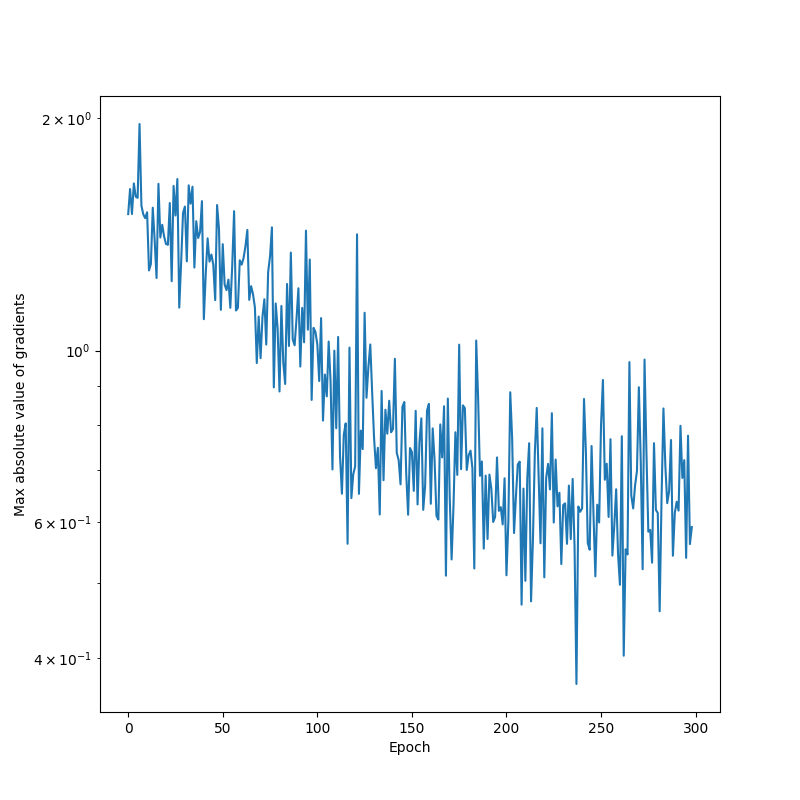 Max absolute value of gradients
2 × 10⁰
10⁰
6 × 10⁻¹
4 × 10⁻¹
0 50 100 150 200 250 300
Epoch